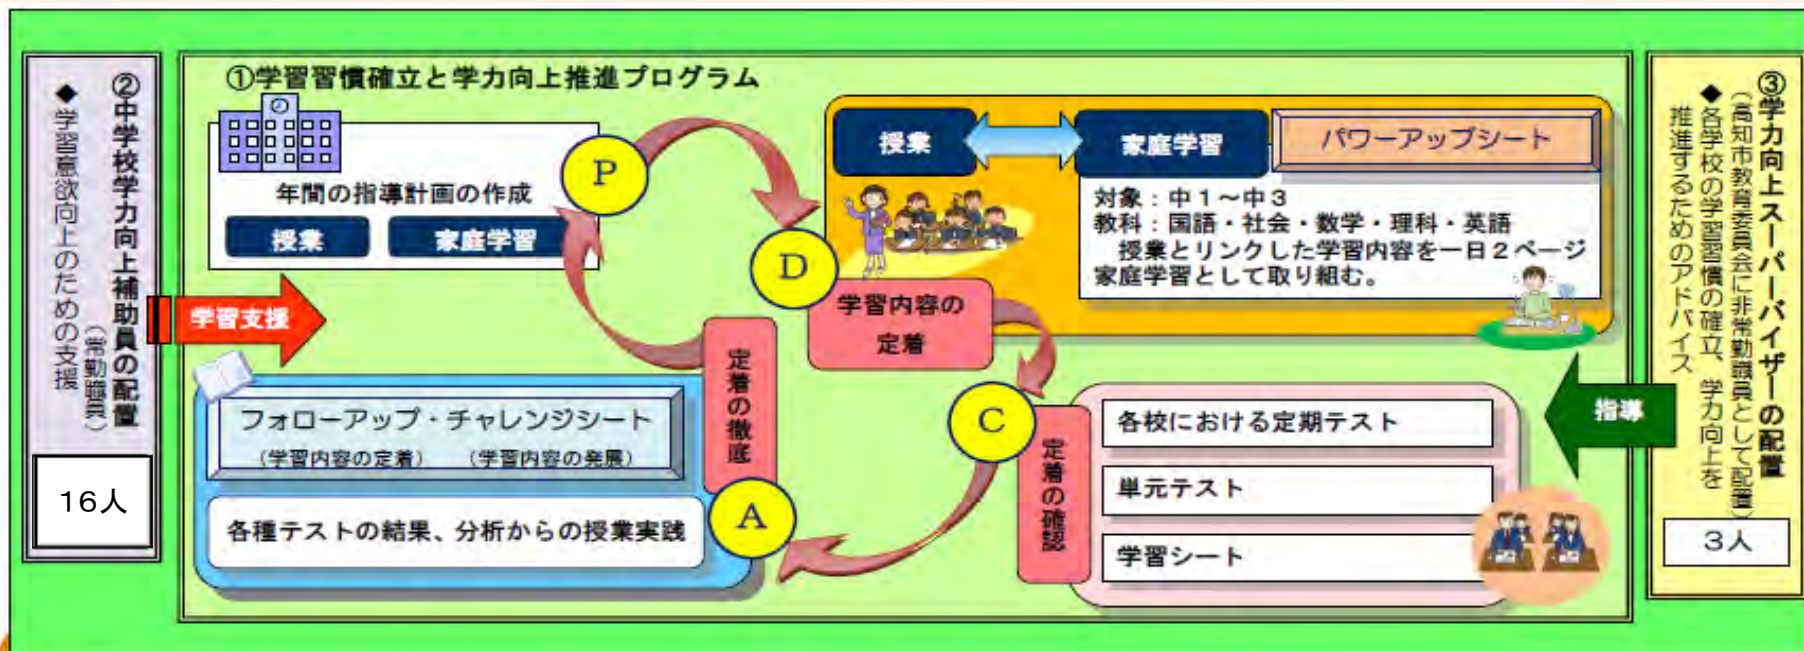 ①学習習慣確立と学力向上推進プログラム
②中学校学力向上補助員の配置
（常勤職員）
◆学習意欲向上のための支援
16人
学習支援
年間の指導計画の作成
授業
家庭学習
P
授業
家庭学習
パワーアップシート
対象：中１～中３
教科：国語・社会・数学・理科・英語
授業とリンクした学習内容を一日２ページ
家庭学習として取り組む。
D
学習内容の
定着
C
定着の確認
各校における定期テスト
単元テスト
学習シート
A
定着の徹底
フォローアップ・チャレンジシート
（学習内容の定着）　（学習内容の発展）
各種テストの結果、分析からの授業実践
指導
③学力向上スーパーバイザーの配置
（高知市教育委員会に非常勤職員として配置）
◆各学校の学習習慣の確立、学力向上を
推進するためのアドバイス
３人